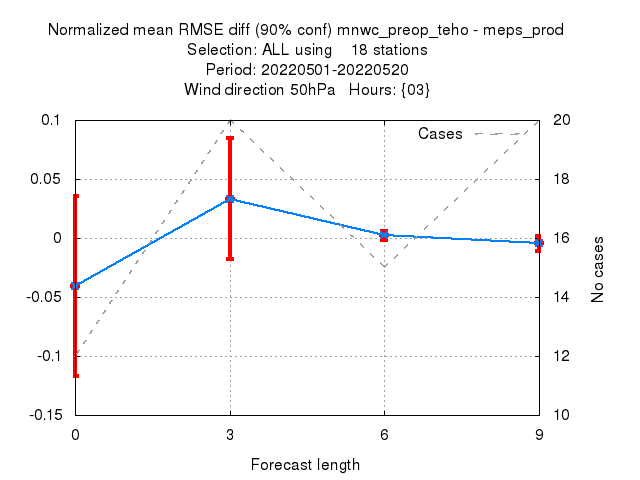 Normalized mean RMSE diff (90% conf) mnwc_preop_teho - meps_prod
Selection: ALL using 18 stations
Period: 20220501-20220520
Wind direction 50hPa Hours: {03}
Cases
0.1
0.05
0
-0.05
-0.1
-0.15
20
18
16
14
12
10
No cases
0 3 6 9
Forecast length